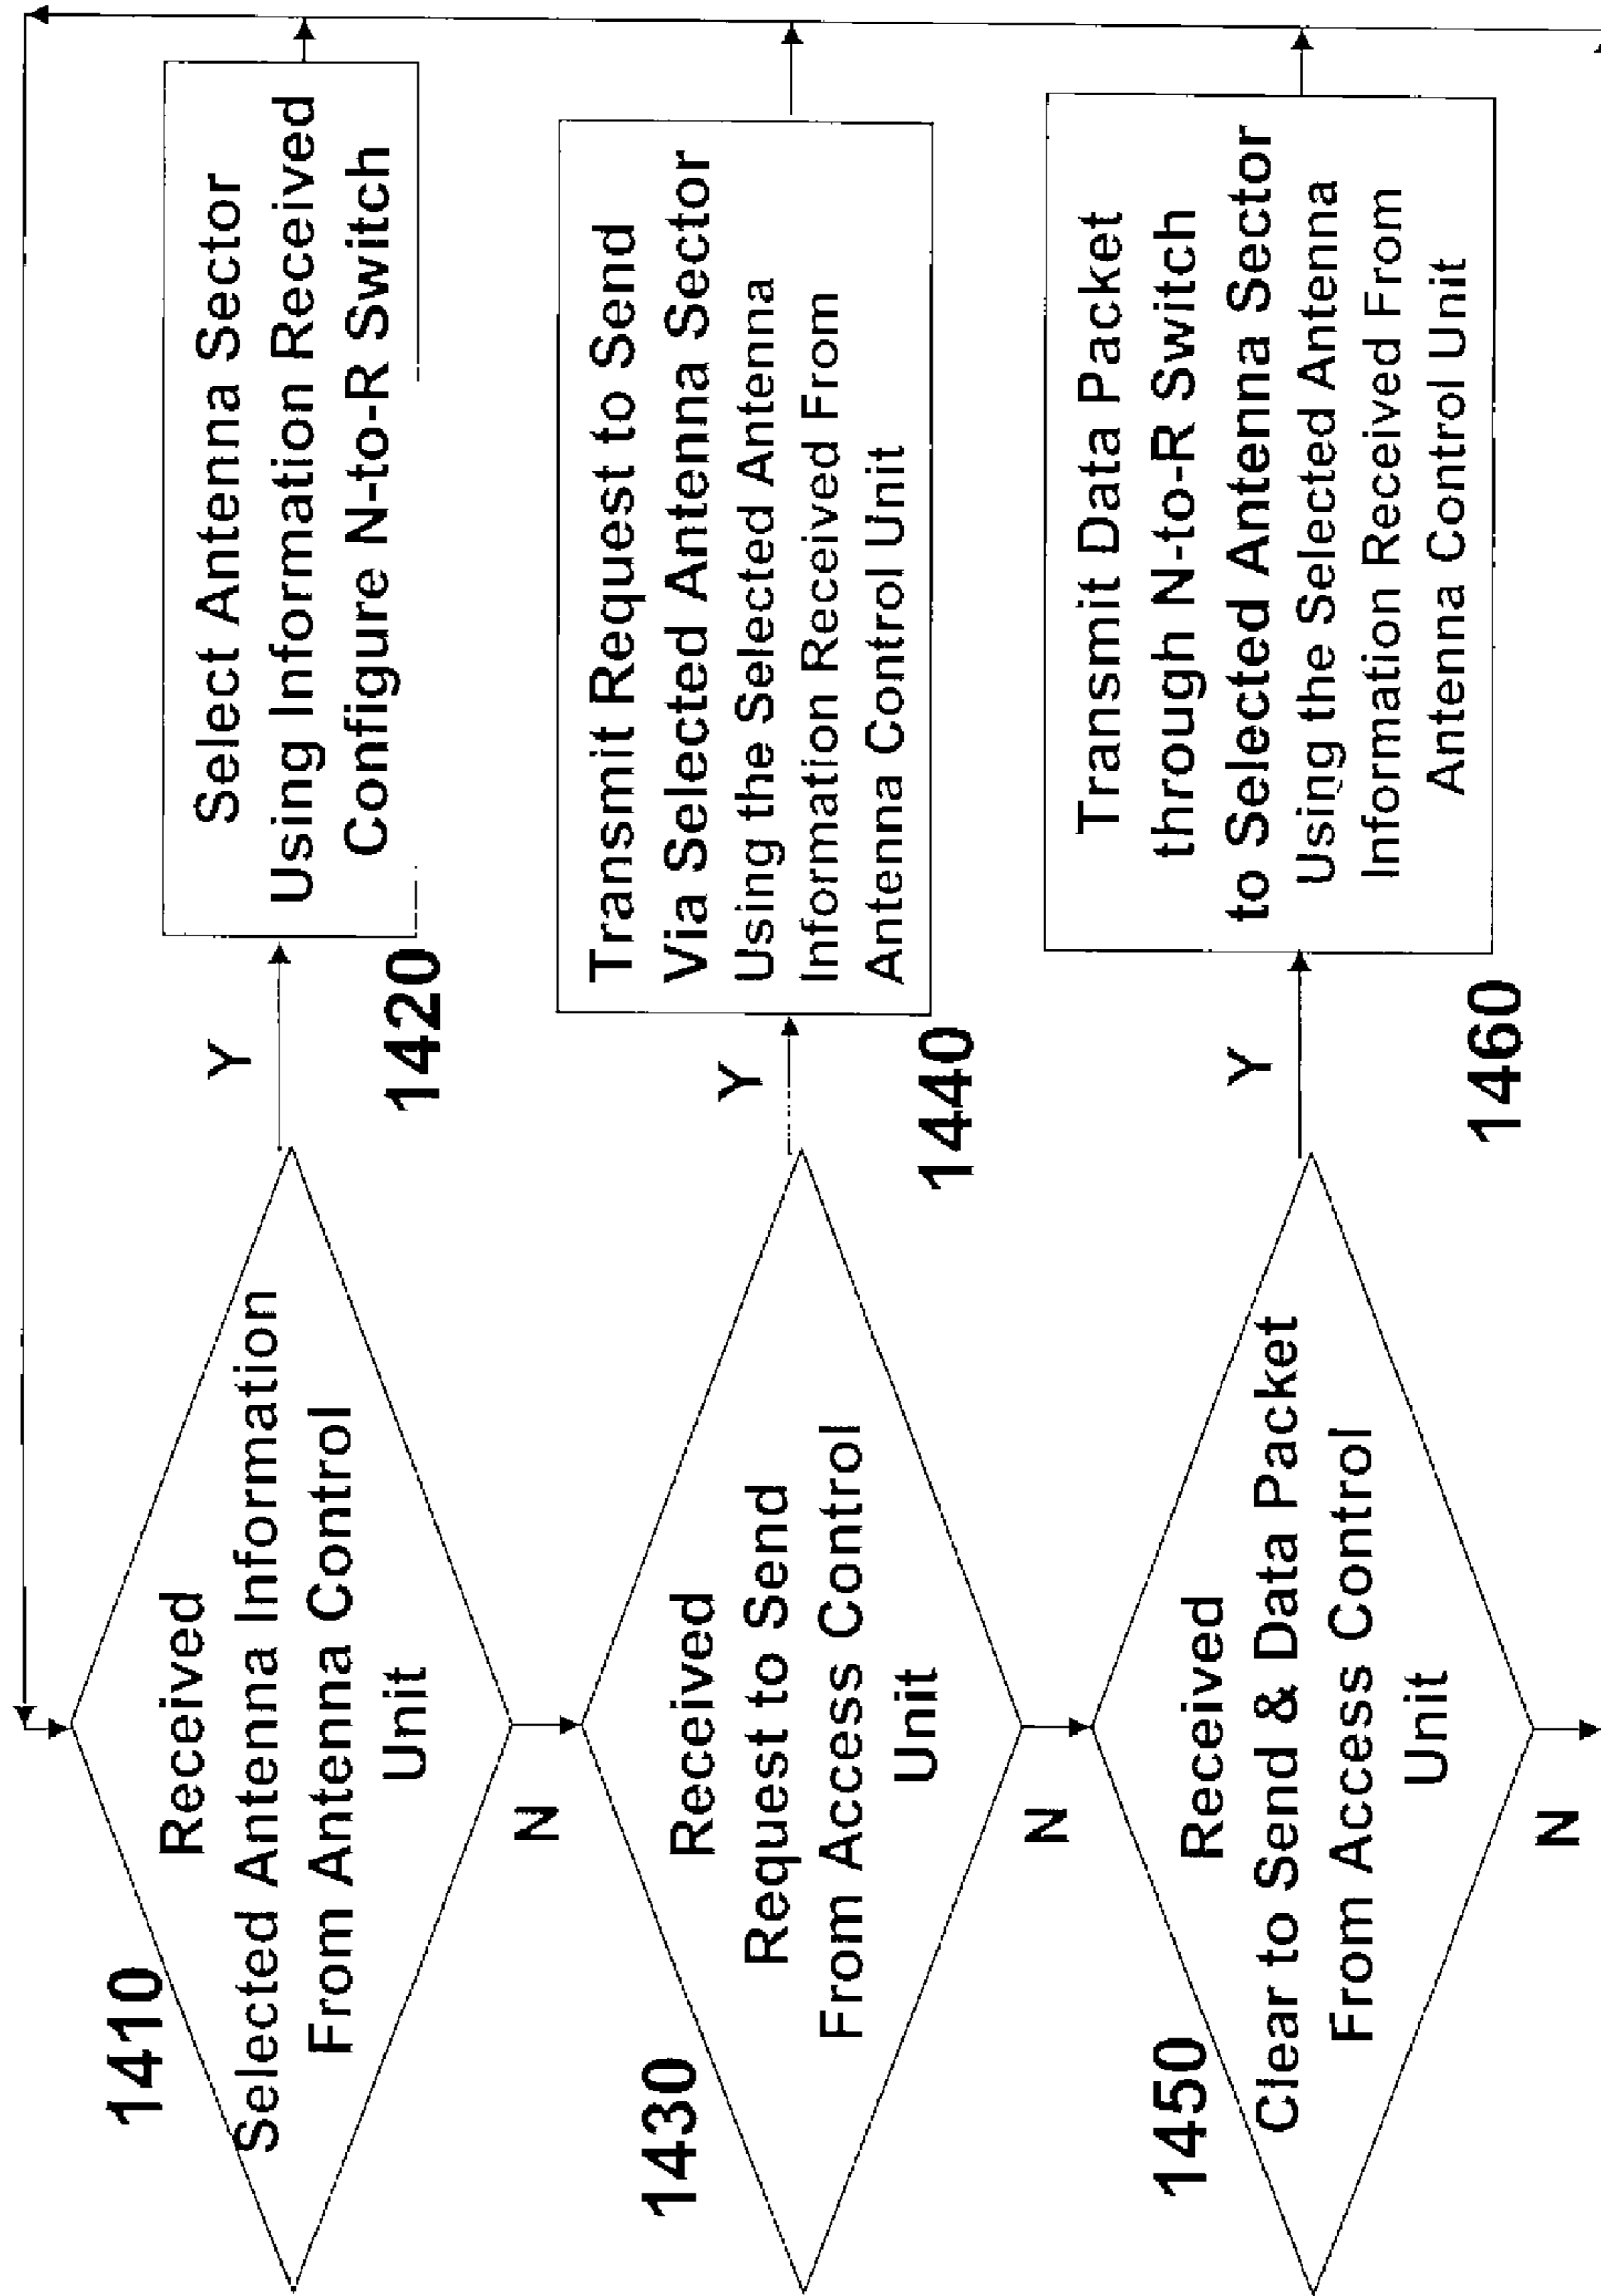 1410
Received
Selected Antenna Information
From Antenna Control
Unit
Y
N
1420
Select Antenna Sector
Using Information Received
Configure N-to-R Switch
1430
Received
Request to Send
From Access Control
Unit
Y
N
1440
Transmit Request to Send
Via Selected Antenna Sector
Using the Selected Antenna
Information Received From
Antenna Control Unit
1450
Received
Clear to Send & Data Packet
From Access Control
Unit
Y
N
1460
Transmit Data Packet
through N-to-R Switch
to Selected Antenna Sector
Using the Selected Antenna
Information Received From
Antenna Control Unit